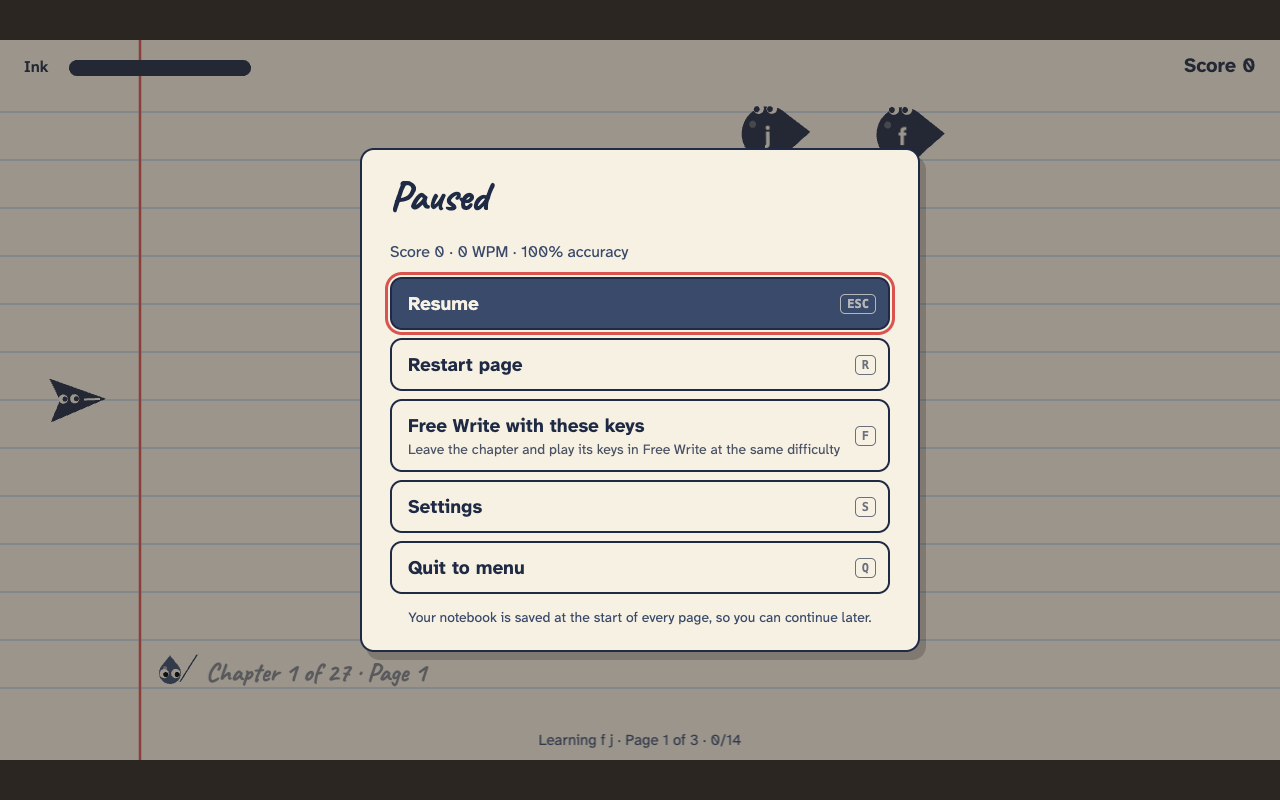 Ink
Score 0
j f
Paused
Score 0 · 0 WPM · 100% accuracy
Resume ESC
Restart page R
Free Write with these keys F
Leave the chapter and play its keys in Free Write at the same difficulty
Settings S
Quit to menu Q
Your notebook is saved at the start of every page, so you can continue later.
Chapter 1 of 27 · Page 1
Learning f j · Page 1 of 3 · 0/14